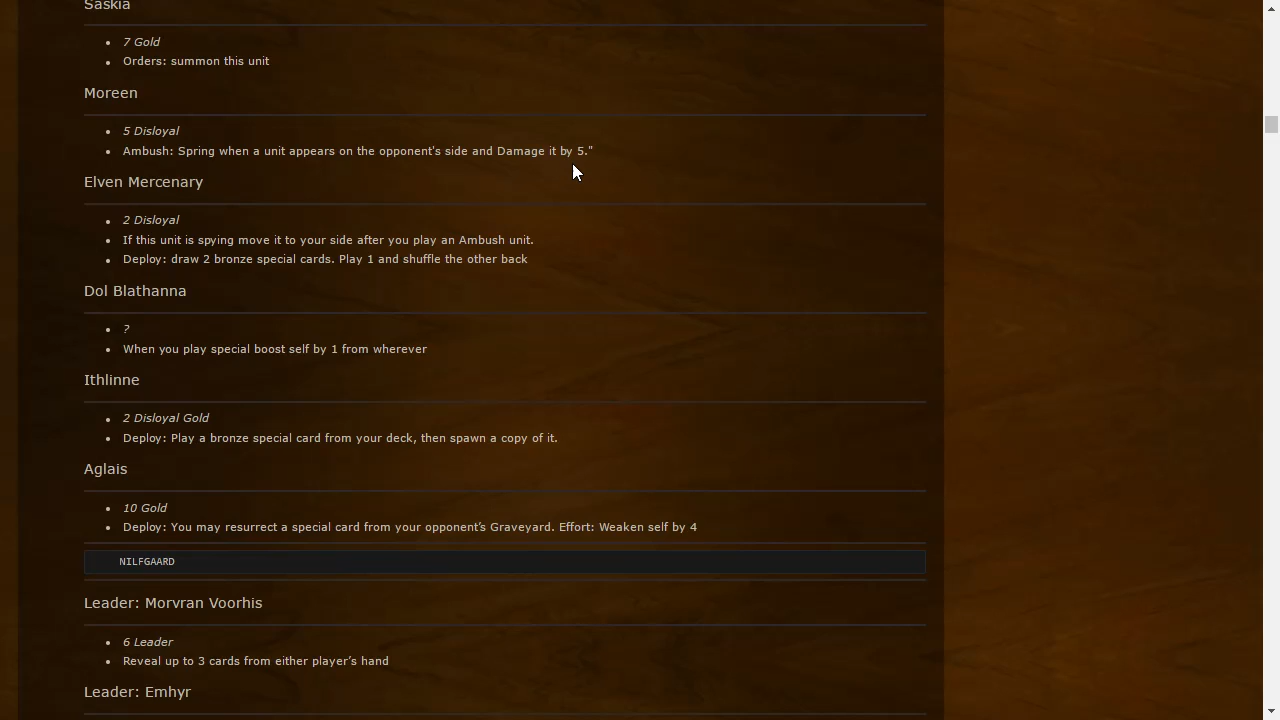 Saskia
7 Gold
Orders: summon this unit
Moreen
5 Disloyal
Ambush: Spring when a unit appears on the opponent's side and Damage it by 5."
Elven Mercenary
2 Disloyal
If this unit is spying move it to your side after you play an Ambush unit.
Deploy: draw 2 bronze special cards. Play 1 and shuffle the other back
Dol Blathanna
?
When you play special boost self by 1 from wherever
Ithlinne
2 Disloyal Gold
Deploy: Play a bronze special card from your deck, then spawn a copy of it.
Aglais
10 Gold
Deploy: You may resurrect a special card from your opponent’s Graveyard. Effort: Weaken self by 4
NILFGAARD
Leader: Morvran Voorhis
6 Leader
Reveal up to 3 cards from either player’s hand
Leader: Emhyr